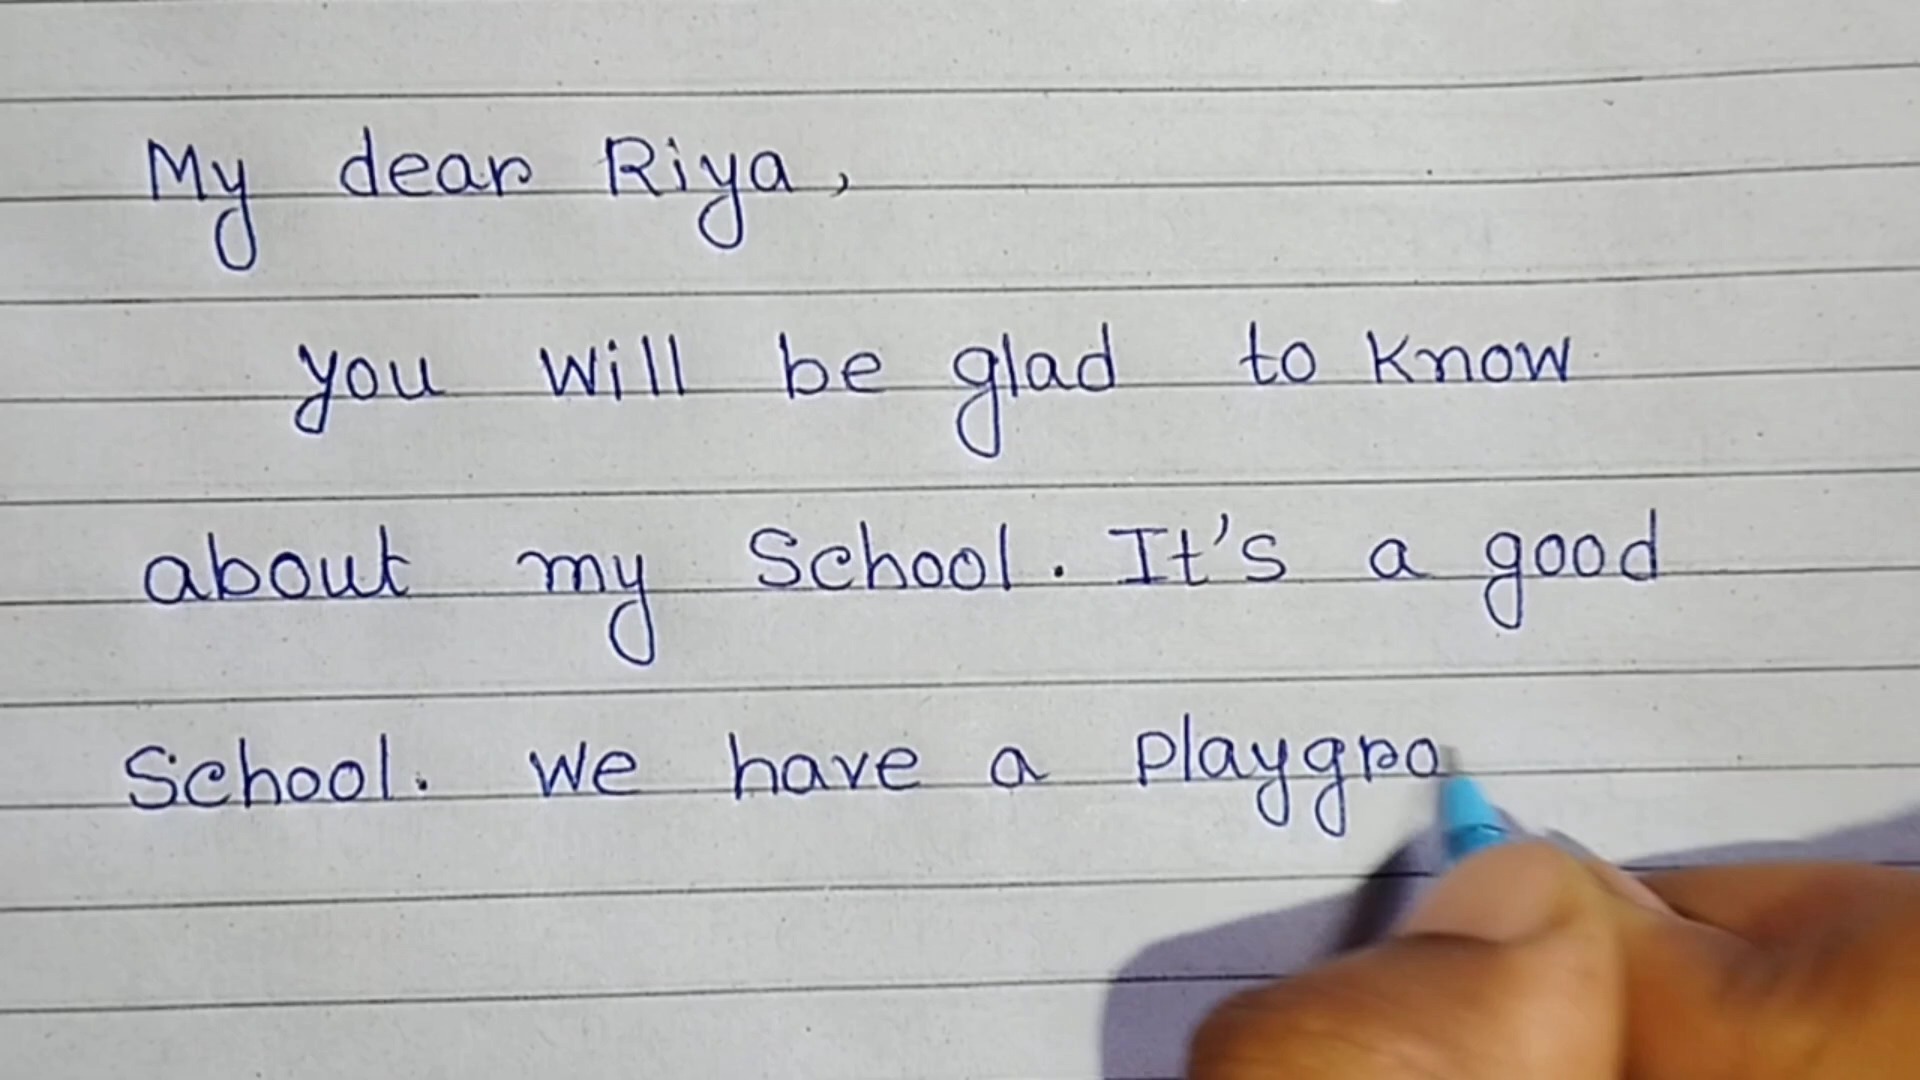 My dear Riya,
you will be glad to know
about my School. It's a good
School. we have a playgro